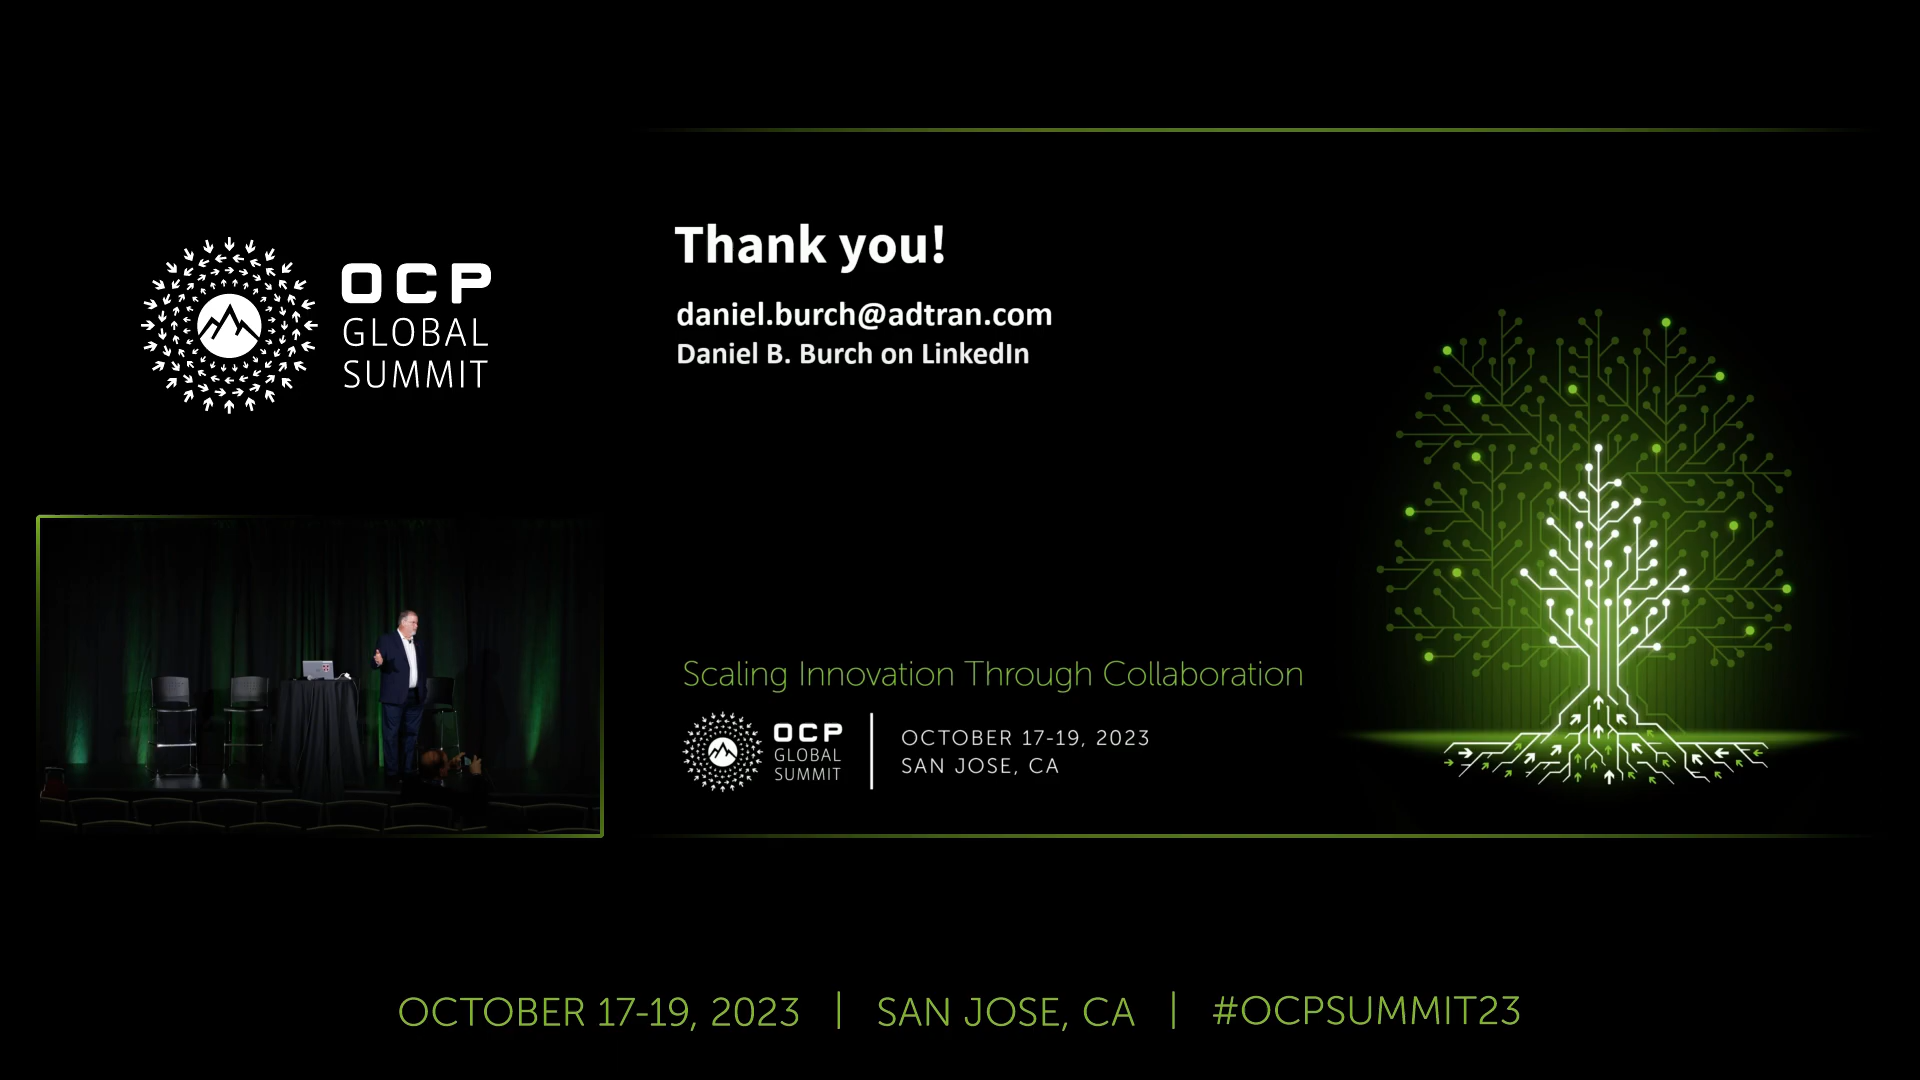 OCP
GLOBAL
SUMMIT
Thank you!
daniel.burch@adtran.com
Daniel B. Burch on LinkedIn
Scaling Innovation Through Collaboration
OCP
GLOBAL
SUMMIT
OCTOBER 17-19, 2023
SAN JOSE, CA
OCTOBER 17-19, 2023 | SAN JOSE, CA | #OCPSUMMIT23